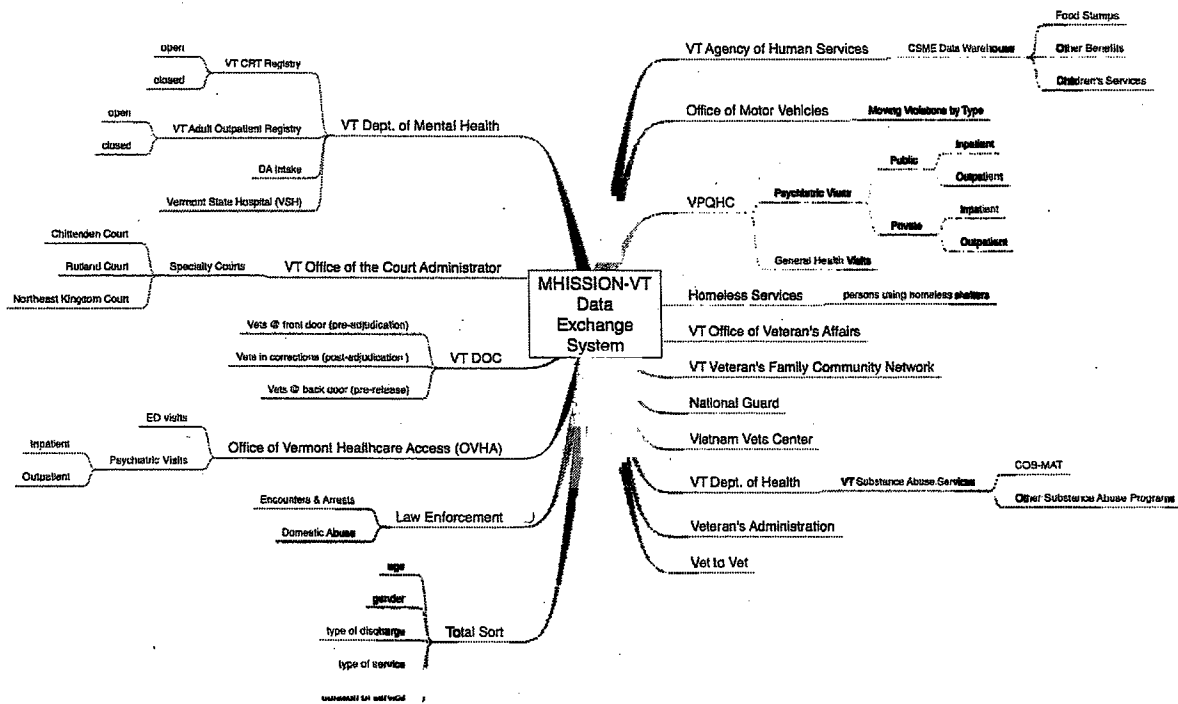 MHISSION-VT
Data
Exchange
System
VT Dept. of Mental Health
VT CRT Registry
open
closed
VT Adult Outpatient Registry
open
closed
DA Intake
Vermont State Hospital (VSH)
VT Office of the Court Administrator
Specialty Courts
Chittenden Court
Rutland Court
Northeast Kingdom Court
VT DOC
Vets @ front door (pre-adjudication)
Vets in corrections (post-adjudication )
Vets @ back door (pre-release)
Office of Vermont Healthcare Access (OVHA)
ED visits
Psychiatric Visits
Inpatient
Outpatient
Law Enforcement
Encounters & Arrests
Domestic Abuse
Total Sort
age
gender
type of discharge
type of service
VT Agency of Human Services
CSME Data Warehouse
Food Stamps
Other Benefits
Children's Services
Office of Motor Vehicles
Moving Violations by Type
VPQHC
Psychiatric Visits
Public
Inpatient
Outpatient
Private
Inpatient
Outpatient
General Health Visits
Homeless Services
persons using homeless shelters
VT Office of Veteran's Affairs
VT Veteran's Family Community Network
National Guard
Vietnam Vets Center
VT Dept. of Health
VT Substance Abuse Services
COS-MAT
Other Substance Abuse Programs
Veteran's Administration
Vet to Vet